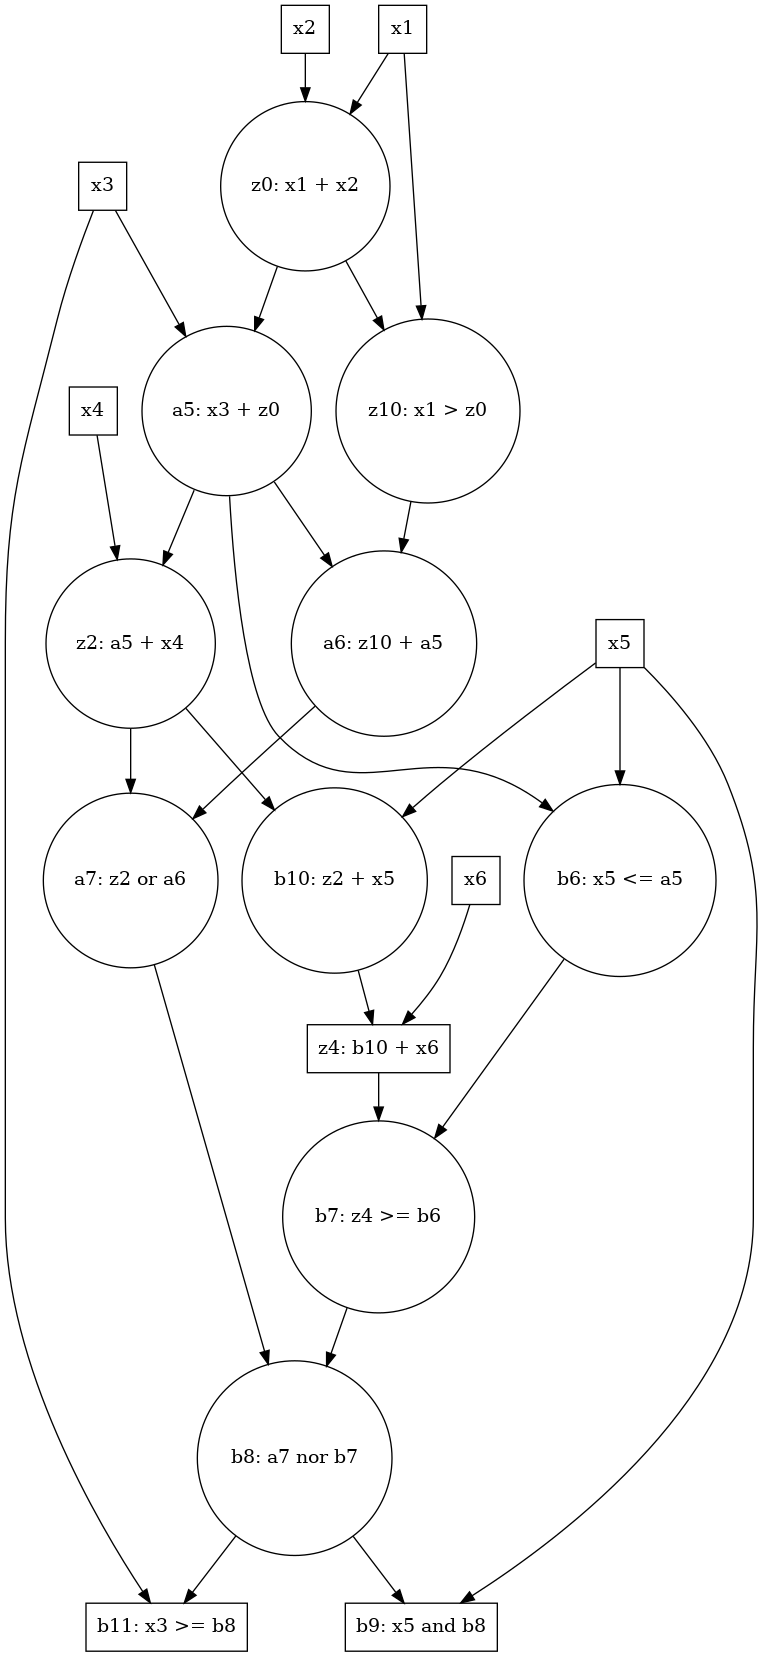 x2
x1
z0: x1 + x2
x3
a5: x3 + z0
z10: x1 > z0
x4
z2: a5 + x4
a6: z10 + a5
x5
a7: z2 or a6
b10: z2 + x5
x6
b6: x5 <= a5
z4: b10 + x6
b7: z4 >= b6
b8: a7 nor b7
b11: x3 >= b8
b9: x5 and b8